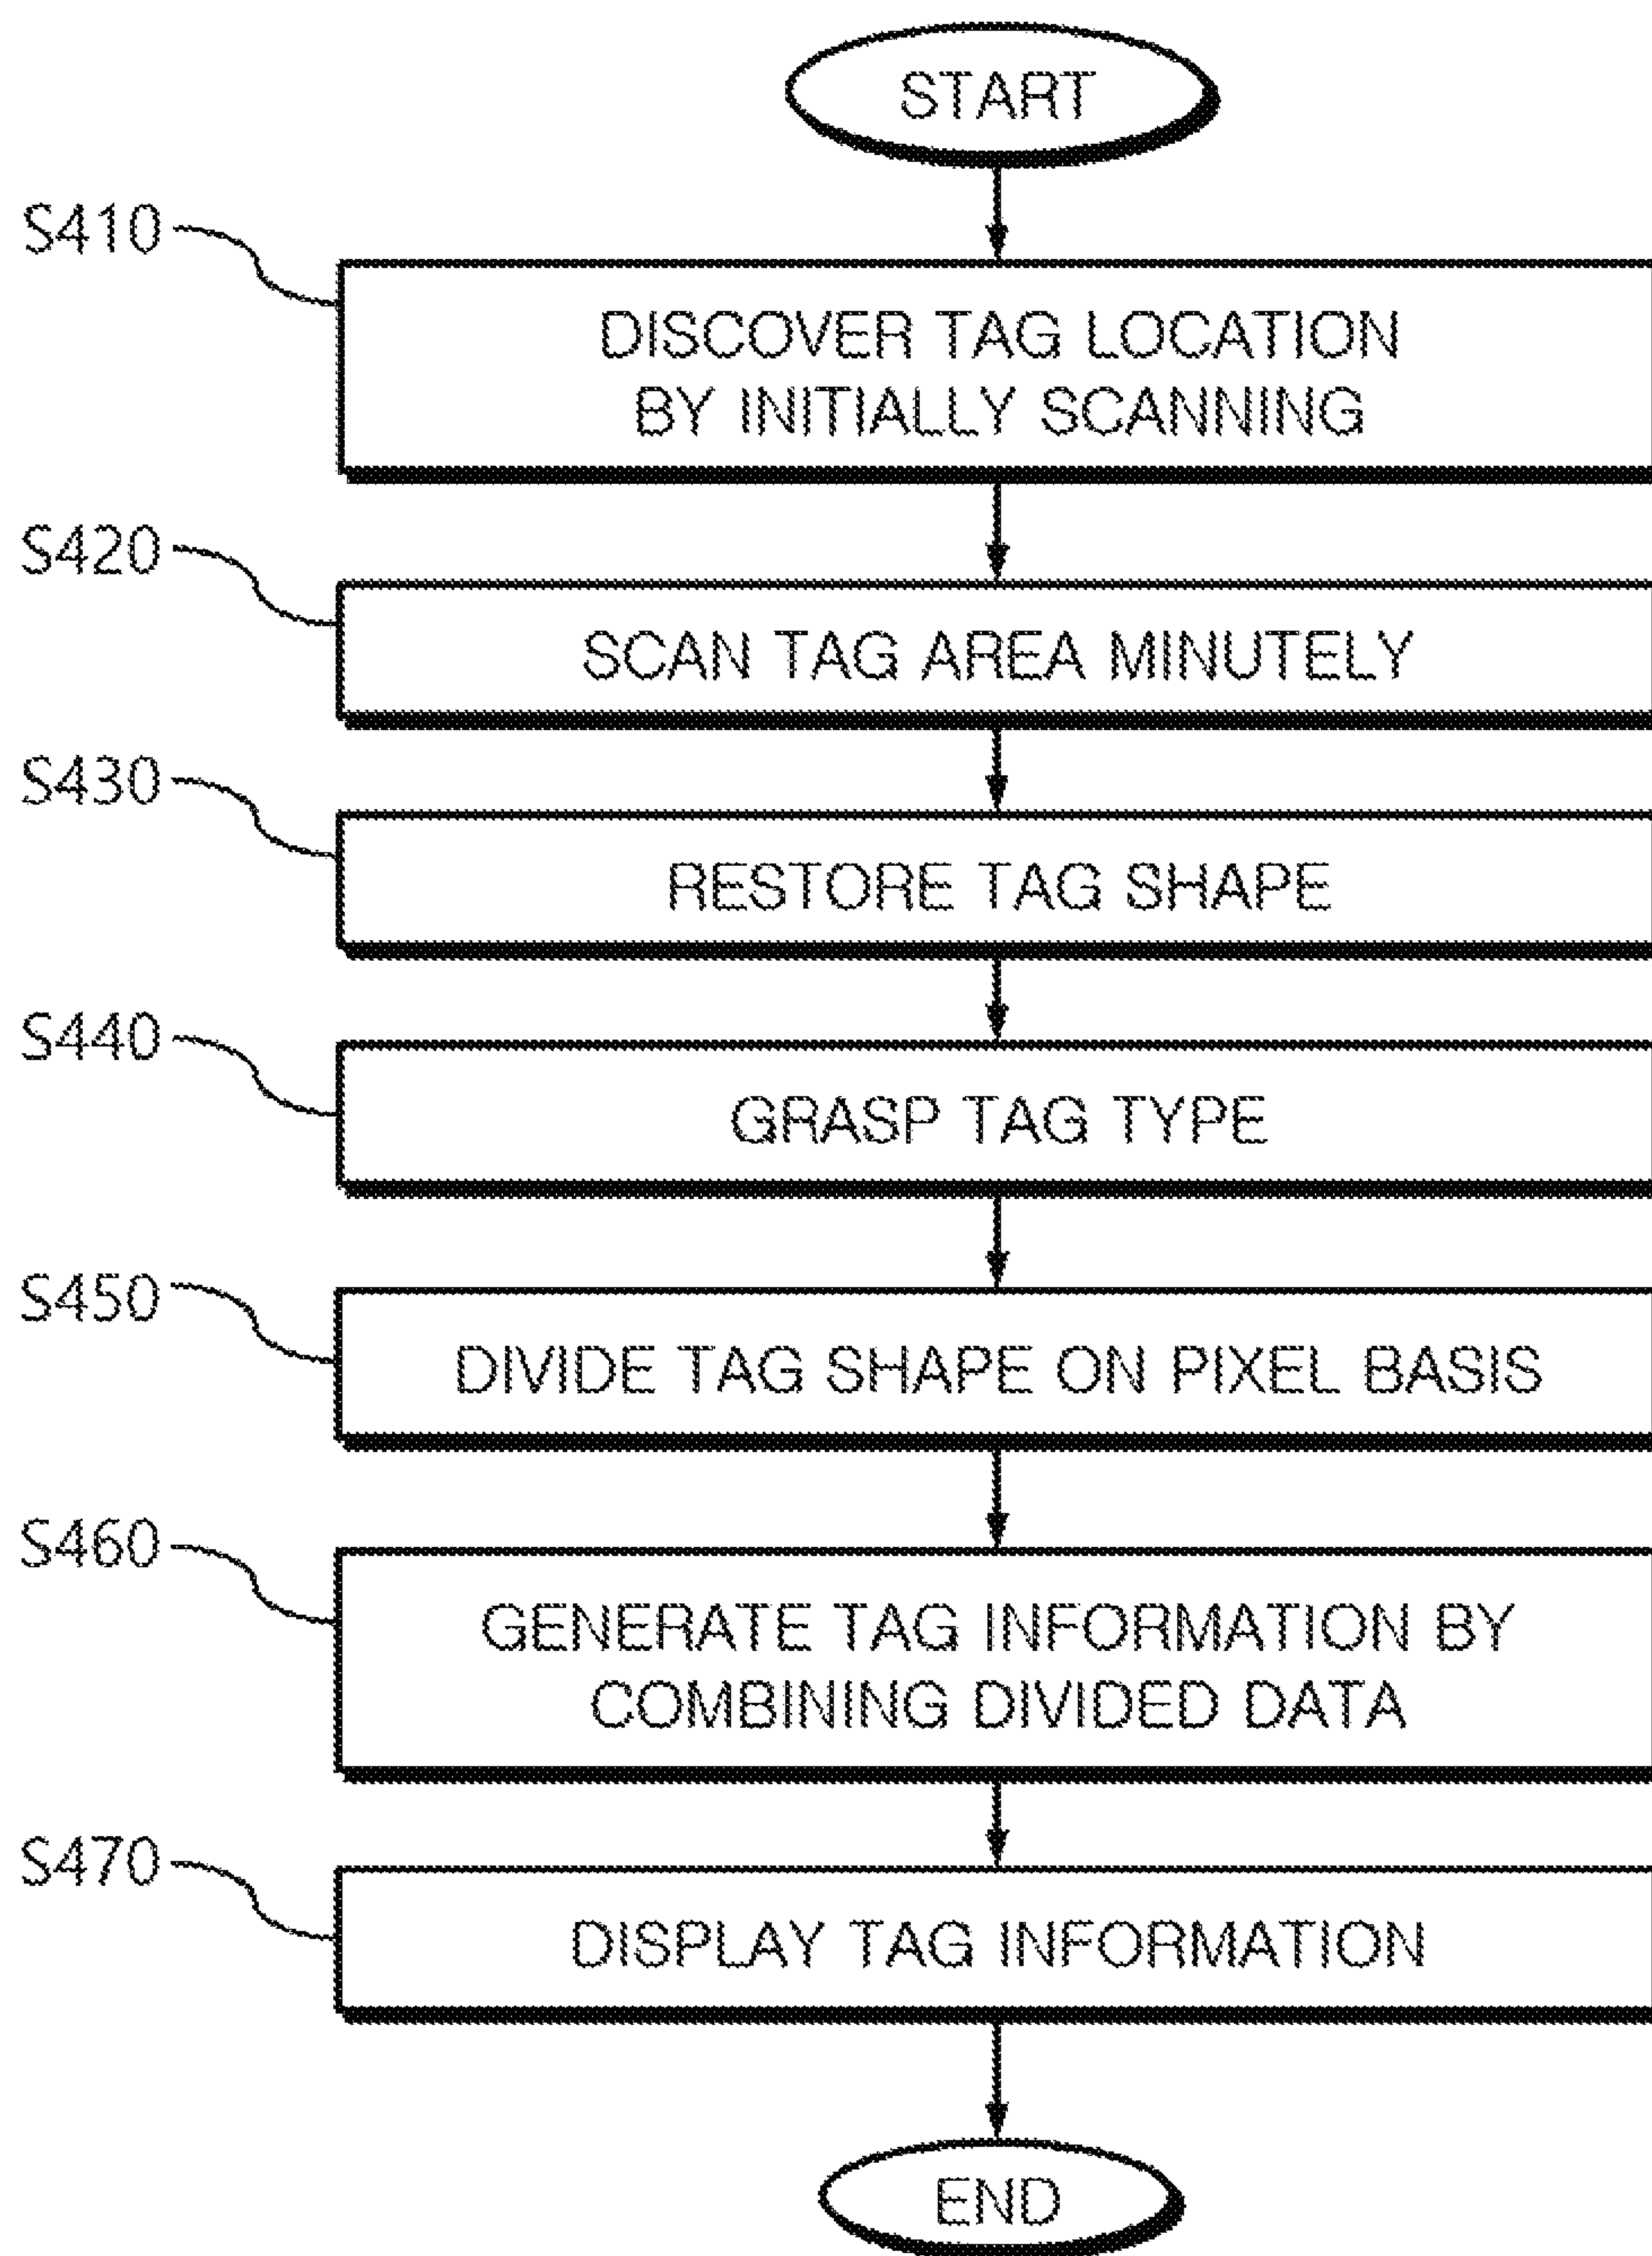 START
S410
DISCOVER TAG LOCATION
BY INITIALLY SCANNING
S420
SCAN TAG AREA MINUTELY
S430
RESTORE TAG SHAPE
S440
GRASP TAG TYPE
S450
DIVIDE TAG SHAPE ON PIXEL BASIS
S460
GENERATE TAG INFORMATION BY
COMBINING DIVIDED DATA
S470
DISPLAY TAG INFORMATION
END